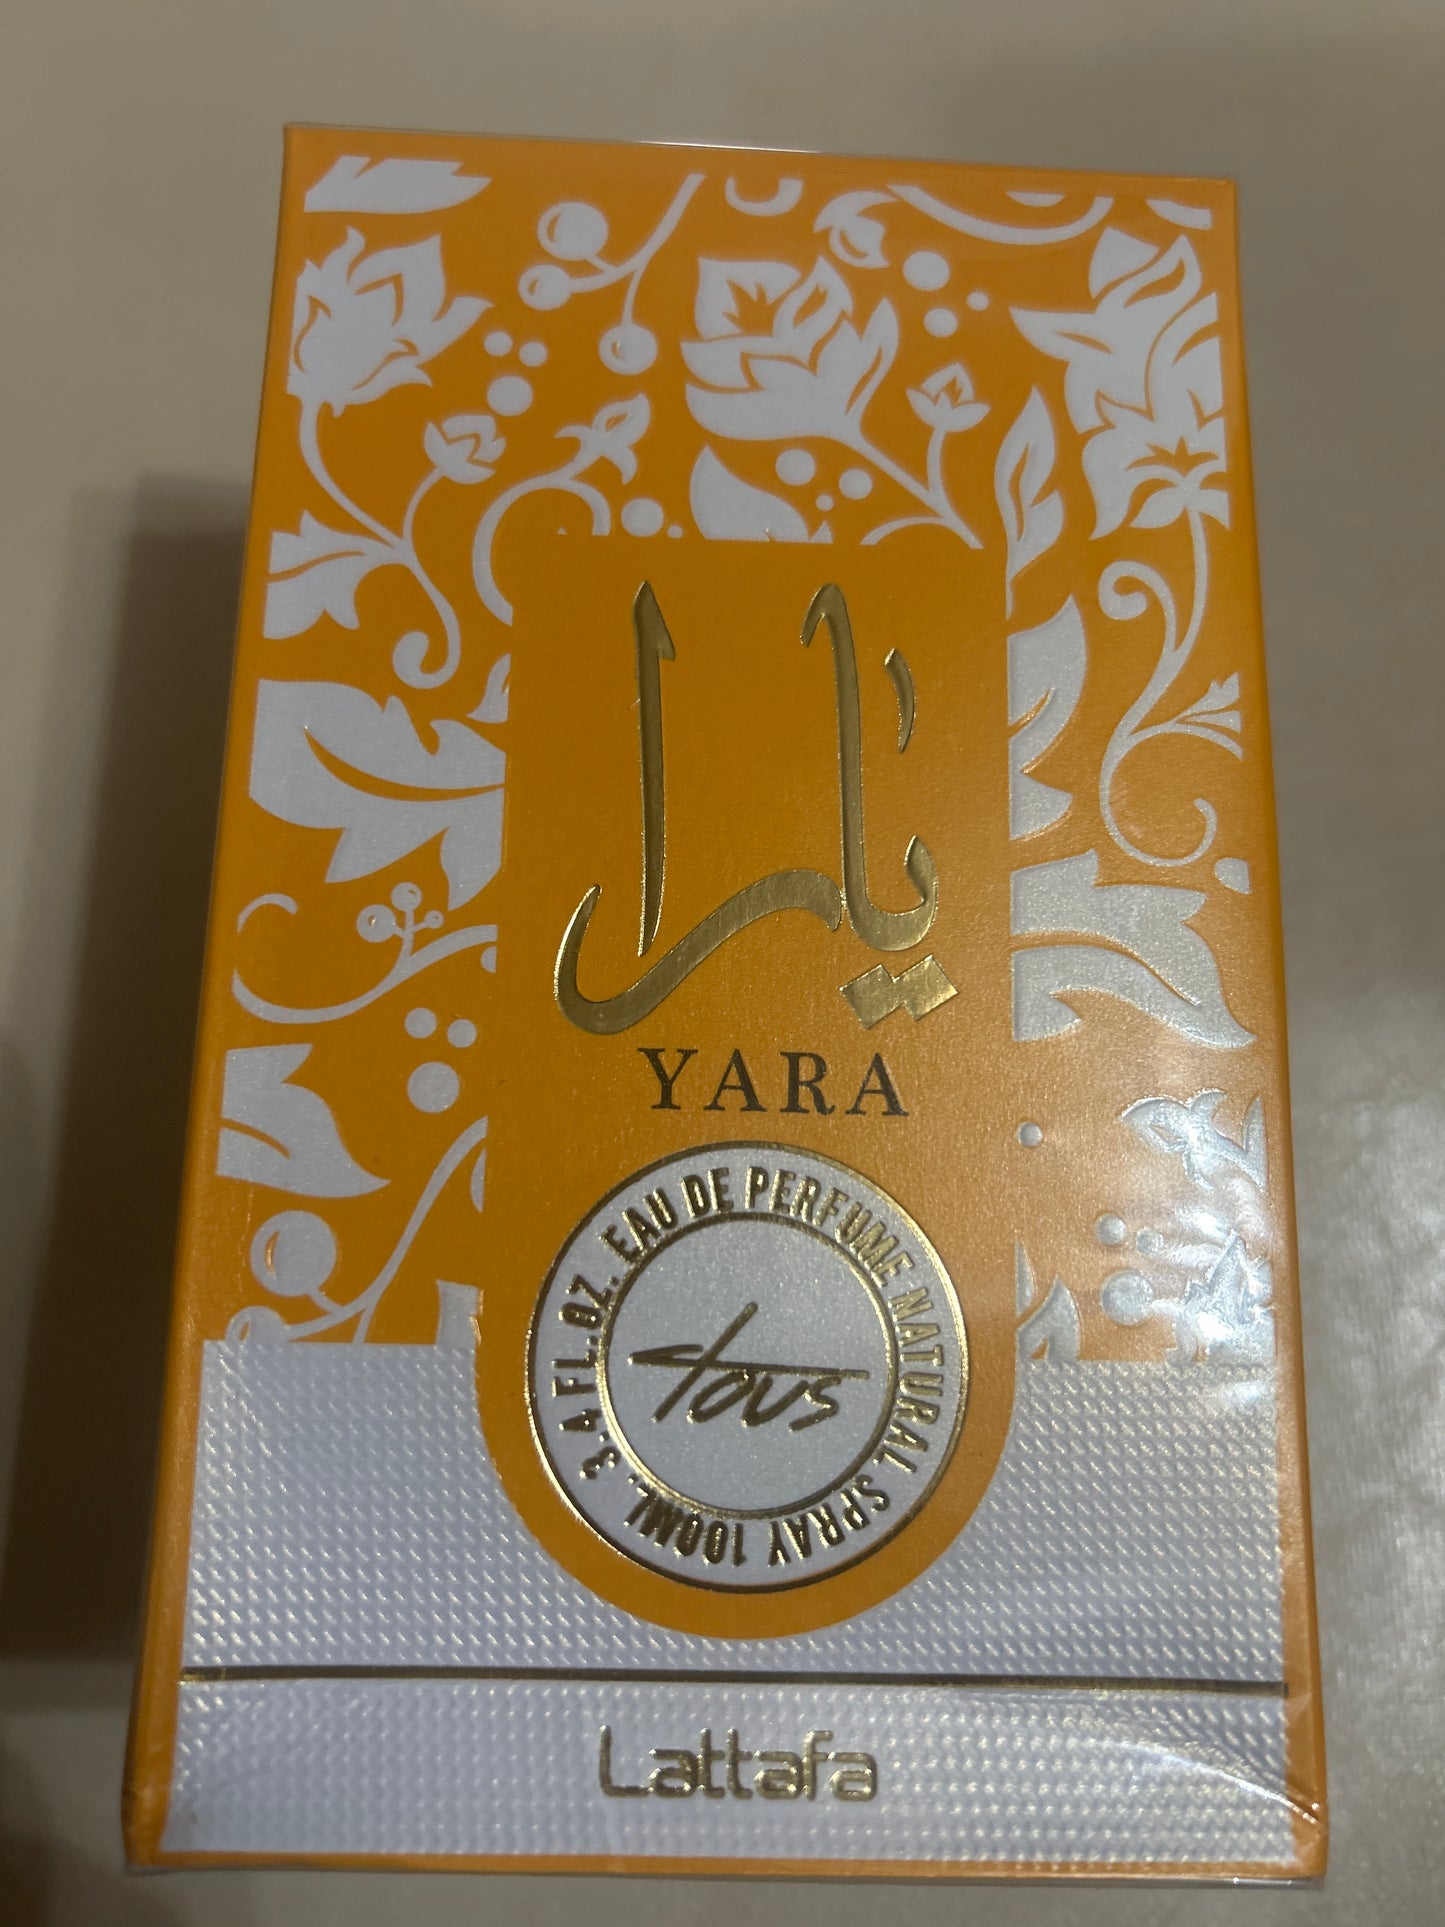 يارا
YARA
3.4 FL.OZ. EAU DE PERFUME NATURAL SPRAY 100ML.
tous
Lattafa